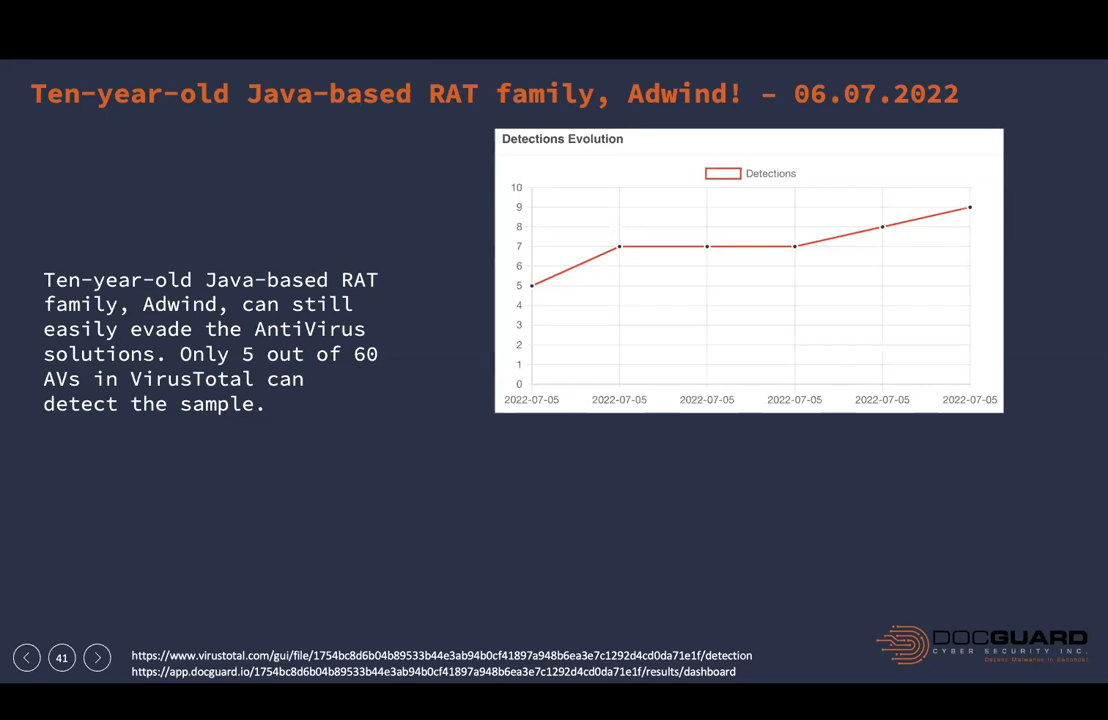 Ten-year-old Java-based RAT family, Adwind! – 06.07.2022
Detections Evolution
Detections
10
9
8
7
6
5
4
3
2
1
0
2022-07-05 2022-07-05 2022-07-05 2022-07-05 2022-07-05 2022-07-05
Ten-year-old Java-based RAT
family, Adwind, can still
easily evade the AntiVirus
solutions. Only 5 out of 60
AVs in VirusTotal can
detect the sample.
41
https://www.virustotal.com/gui/file/1754bc8d6b04b89533b44e3ab94b0cf41897a948b6ea3e7c1292d4cd0da71e1f/detection
https://app.docguard.io/1754bc8d6b04b89533b44e3ab94b0cf41897a948b6ea3e7c1292d4cd0da71e1f/results/dashboard
DOCGUARD
CYBER SECURITY INC.
Detect Malwares in Seconds!